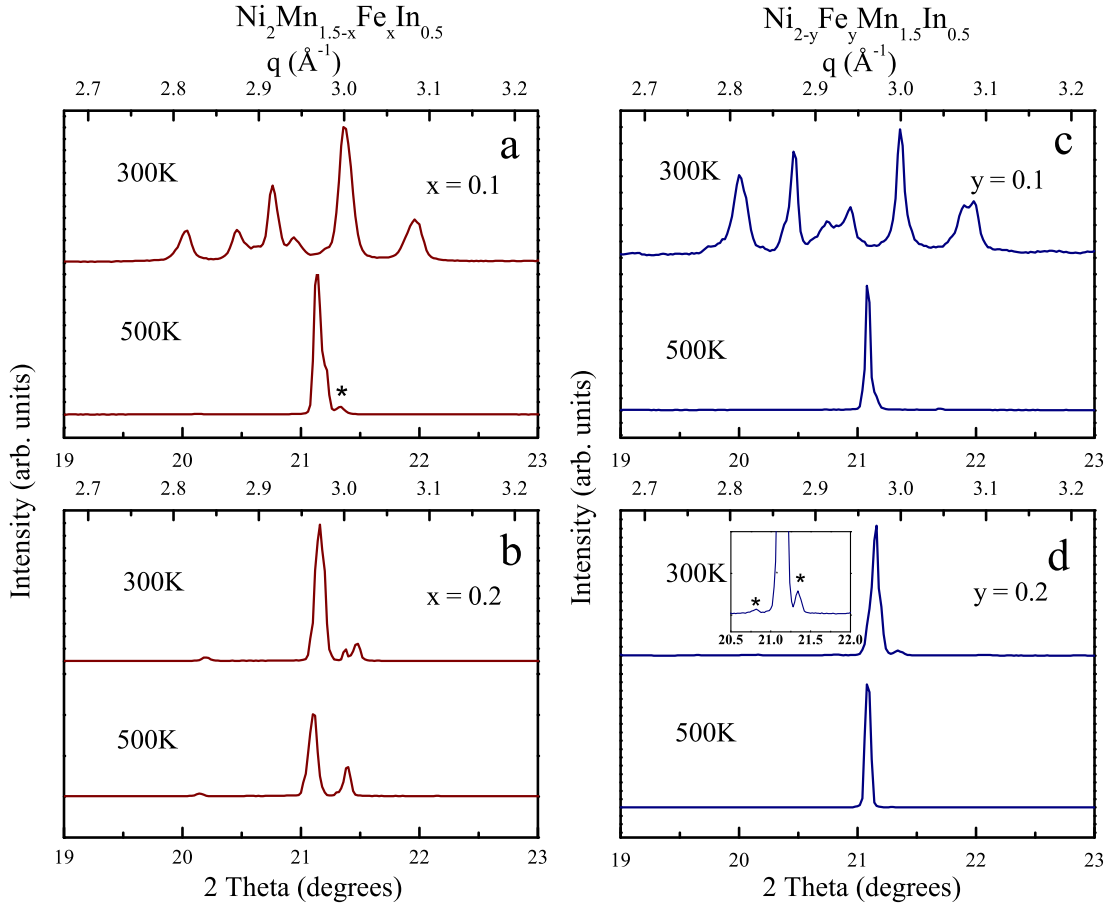 Ni2Mn1.5-xFexIn0.5
q (Å-1)
2.7 2.8 2.9 3.0 3.1 3.2
a
300K
x = 0.1
500K
*
19 20 21 22 23
2.7 2.8 2.9 3.0 3.1 3.2
b
300K
x = 0.2
500K
19 20 21 22 23
2 Theta (degrees)
Intensity (arb. units)
Ni2-yFeyMn1.5In0.5
q (Å-1)
2.7 2.8 2.9 3.0 3.1 3.2
c
300K
y = 0.1
500K
19 20 21 22 23
2.7 2.8 2.9 3.0 3.1 3.2
d
300K
* *
20.5 21.0 21.5 22.0
y = 0.2
500K
19 20 21 22 23
2 Theta (degrees)
Intensity (arb. units)